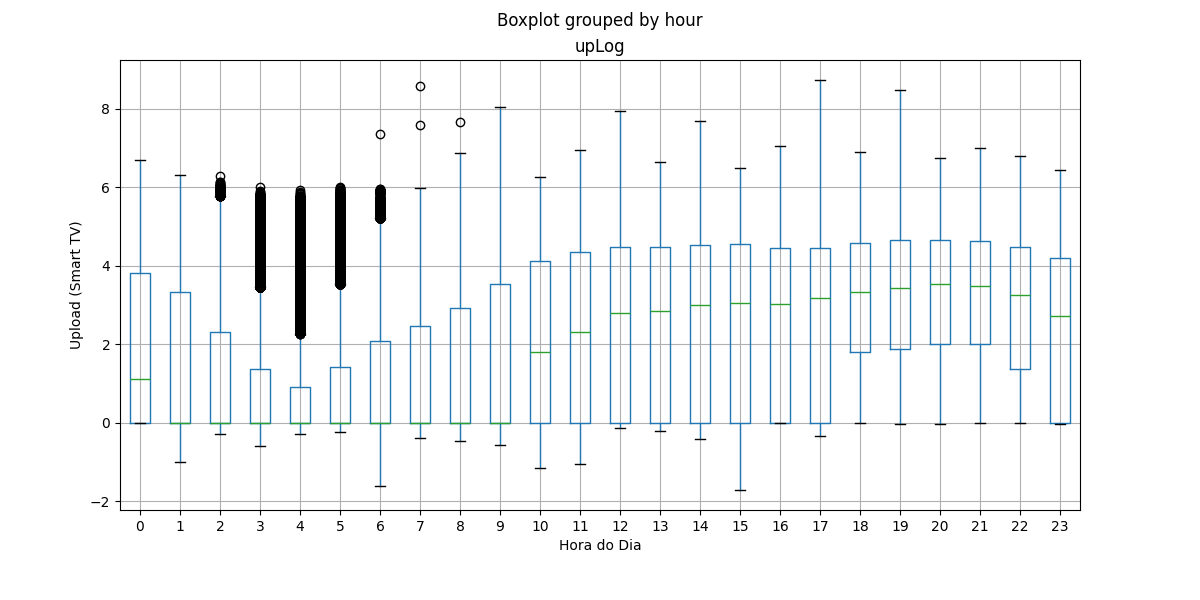 Boxplot grouped by hour
upLog
Upload (Smart TV)
8
6
4
2
0
−2
0 1 2 3 4 5 6 7 8 9 10 11 12 13 14 15 16 17 18 19 20 21 22 23
Hora do Dia